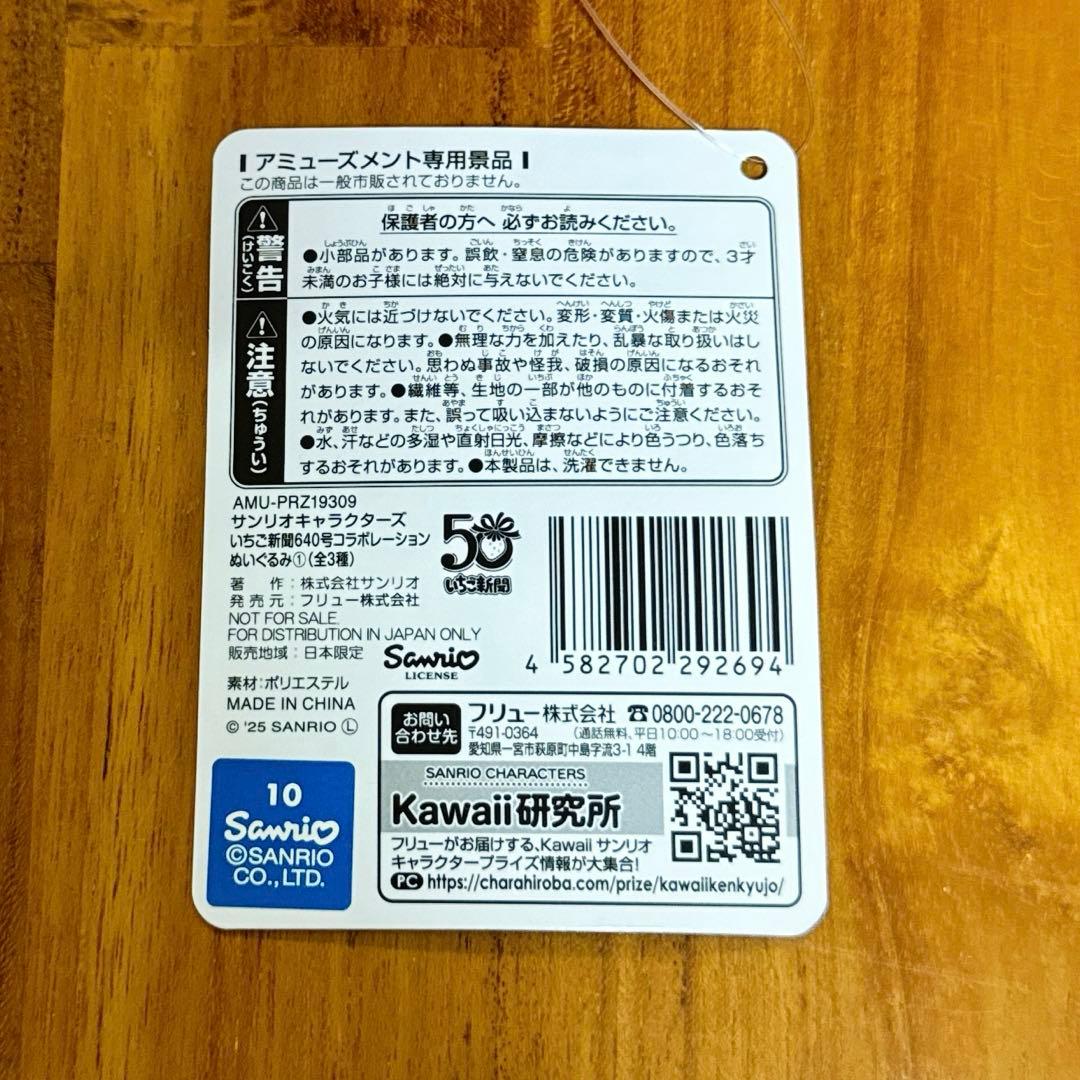 アミューズメント専用景品
この商品は一般市販されておりません。
警告
(けいこく)
保護者の方へ 必ずお読みください。
●小部品があります。誤飲・窒息の危険がありますので、3才
未満のお子様には絶対に与えないでください。
注意
(ちゅうい)
●火気には近づけないでください。変形・変質・火傷または火災
の原因になります。●無理な力を加えたり、乱暴な取り扱いはし
ないでください。思わぬ事故や怪我、破損の原因になるおそれ
があります。●繊維等、生地の一部が他のものに付着するおそ
れがあります。また、誤って吸い込まないようにご注意ください。
●水、汗などの多湿や直射日光、摩擦などにより色うつり、色落ち
するおそれがあります。●本製品は、洗濯できません。
AMU-PRZ19309
サンリオキャラクターズ
いちご新聞640号コラボレーション
ぬいぐるみ①(全3種)
50
いちご新聞
著 作:株式会社サンリオ
発売元:フリュー株式会社
NOT FOR SALE.
FOR DISTRIBUTION IN JAPAN ONLY
販売地域:日本限定
Sanrio
LICENSE
4 582702 292694
素材:ポリエステル
MADE IN CHINA
© '25 SANRIO Ⓛ
お問い
合わせ先
フリュー株式会社 ☎0800-222-0678
〒491-0364 (通話無料、平日10:00〜18:00受付)
愛知県一宮市萩原町中島字流3-1 4階
SANRIO CHARACTERS
Kawaii研究所
フリューがお届けする、Kawaii サンリオ
キャラクタープライズ情報が大集合!
PC https://charahiroba.com/prize/kawaiikenkyujo/
10
Sanrio
©SANRIO
CO.,LTD.